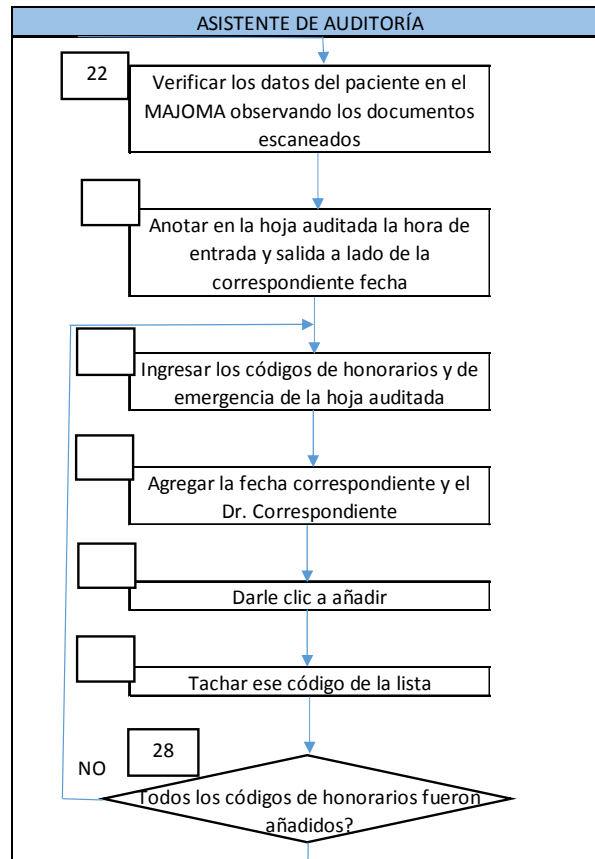 ASISTENTE DE AUDITORÍA
22
Verificar los datos del paciente en el
MAJOMA observando los documentos
escaneados
Anotar en la hoja auditada la hora de
entrada y salida a lado de la
correspondiente fecha
Ingresar los códigos de honorarios y de
emergencia de la hoja auditada
Agregar la fecha correspondiente y el
Dr. Correspondiente
Darle clic a añadir
Tachar ese código de la lista
28
NO
Todos los códigos de honorarios fueron
añadidos?